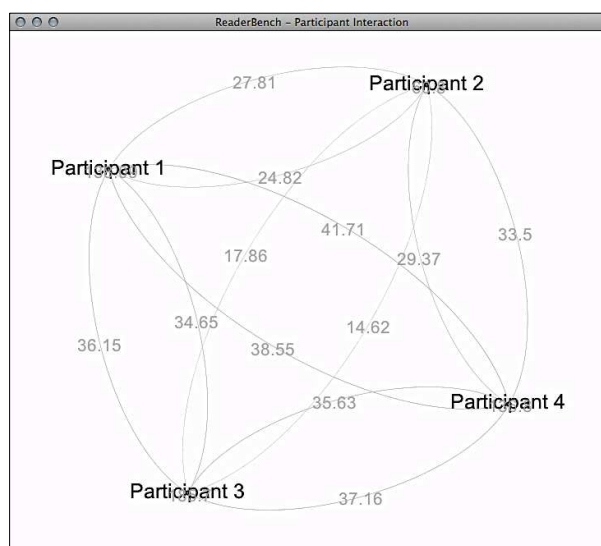 ReaderBench - Participant Interaction
27.81
Participant 2
Participant 1
24.82
41.71
33.5
17.86
29.37
34.65
14.62
36.15
38.55
35.63
Participant 4
Participant 3
37.16